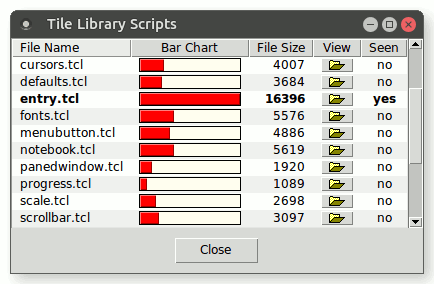 Tile Library Scripts
File Name Bar Chart File Size View Seen
cursors.tcl 4007 no
defaults.tcl 3684 no
entry.tcl 16396 yes
fonts.tcl 5576 no
menubutton.tcl 4886 no
notebook.tcl 5619 no
panedwindow.tcl 1920 no
progress.tcl 1089 no
scale.tcl 2698 no
scrollbar.tcl 3097 no
Close